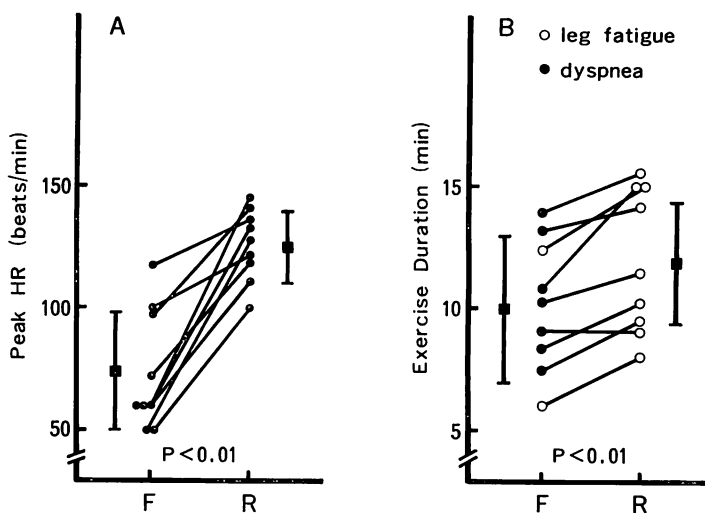 A
Peak HR (beats/min)
150
100
50
P<0.01
F R
B
leg fatigue
dyspnea
Exercise Duration (min)
15
10
5
P<0.01
F R